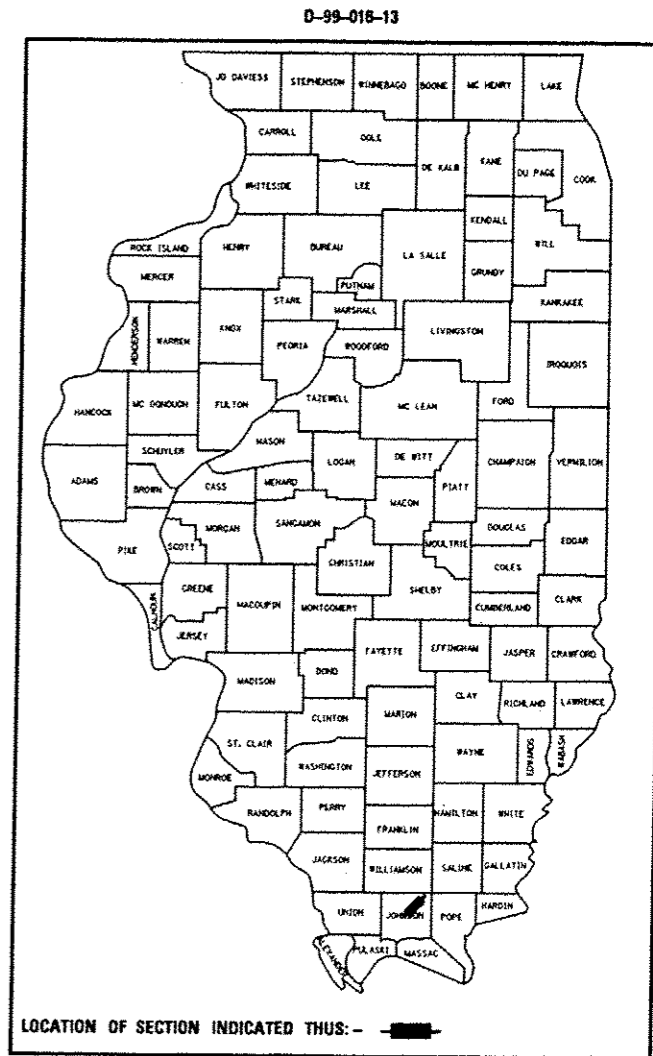 D-99-016-13
JO DAVIESS STEPHENSON WINNEBAGO BOONE MC HENRY LAKE
CARROLL OGLE DE KALB KANE DU PAGE COOK
WHITESIDE LEE
KENDALL WILL
ROCK ISLAND HENRY BUREAU LA SALLE GRUNDY
MERCER PUTNAM KANKAKEE
STARK MARSHALL
HENDERSON WARREN KNOX PEORIA WOODFORD LIVINGSTON IROQUOIS
HANCOCK MC DONOUGH FULTON TAZEWELL MC LEAN FORD
SCHUYLER MASON LOGAN DE WITT CHAMPAIGN VERMILION
ADAMS BROWN CASS MENARD MACON PIATT
PIKE SCOTT MORGAN SANGAMON CHRISTIAN MOULTRIE DOUGLAS EDGAR
COLES
CALHOUN GREENE MACOUPIN MONTGOMERY SHELBY CUMBERLAND CLARK
JERSEY
MADISON BOND FAYETTE EFFINGHAM JASPER CRAWFORD
CLINTON MARION CLAY RICHLAND LAWRENCE
ST. CLAIR WASHINGTON JEFFERSON WAYNE EDWARDS WABASH
MONROE
RANDOLPH PERRY HAMILTON WHITE
FRANKLIN
JACKSON WILLIAMSON SALINE GALLATIN
UNION JOHNSON POPE HARDIN
ALEXANDER PULASKI MASSAC
LOCATION OF SECTION INDICATED THUS: -